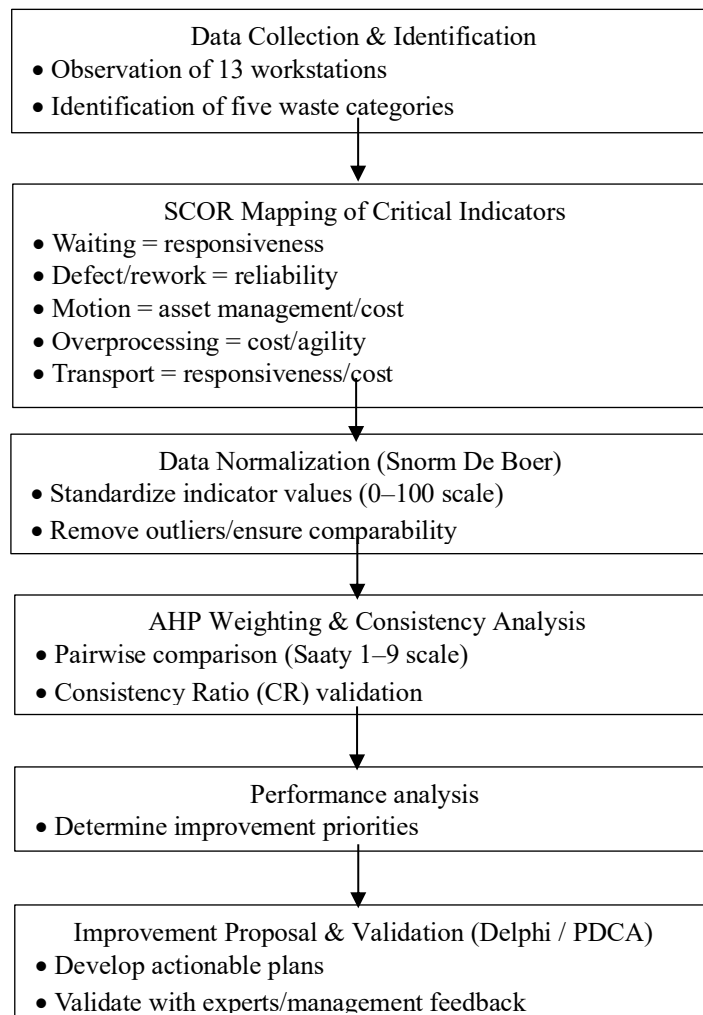 Data Collection & Identification
• Observation of 13 workstations
• Identification of five waste categories
SCOR Mapping of Critical Indicators
• Waiting = responsiveness
• Defect/rework = reliability
• Motion = asset management/cost
• Overprocessing = cost/agility
• Transport = responsiveness/cost
Data Normalization (Snorm De Boer)
• Standardize indicator values (0–100 scale)
• Remove outliers/ensure comparability
AHP Weighting & Consistency Analysis
• Pairwise comparison (Saaty 1–9 scale)
• Consistency Ratio (CR) validation
Performance analysis
• Determine improvement priorities
Improvement Proposal & Validation (Delphi / PDCA)
• Develop actionable plans
• Validate with experts/management feedback